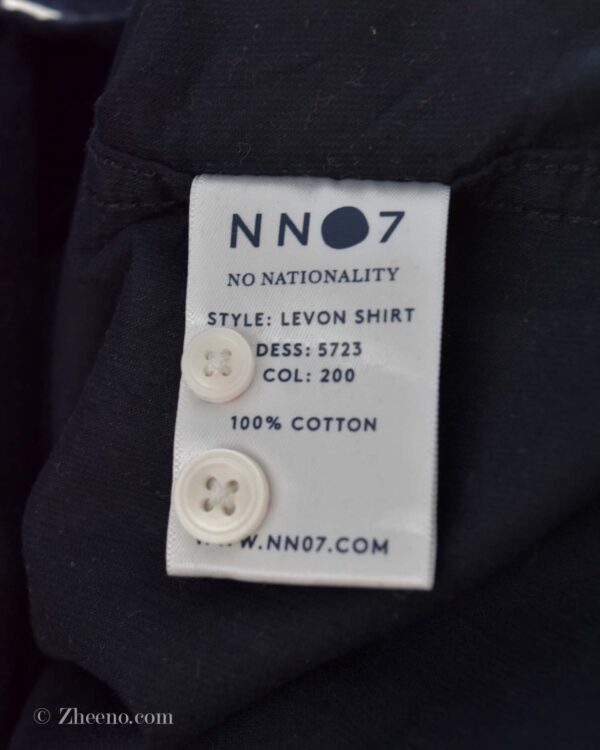 NN07
NO NATIONALITY
STYLE: LEVON SHIRT
DESS: 5723
COL: 200
100% COTTON
WWW.NN07.COM
© Zheeno.com